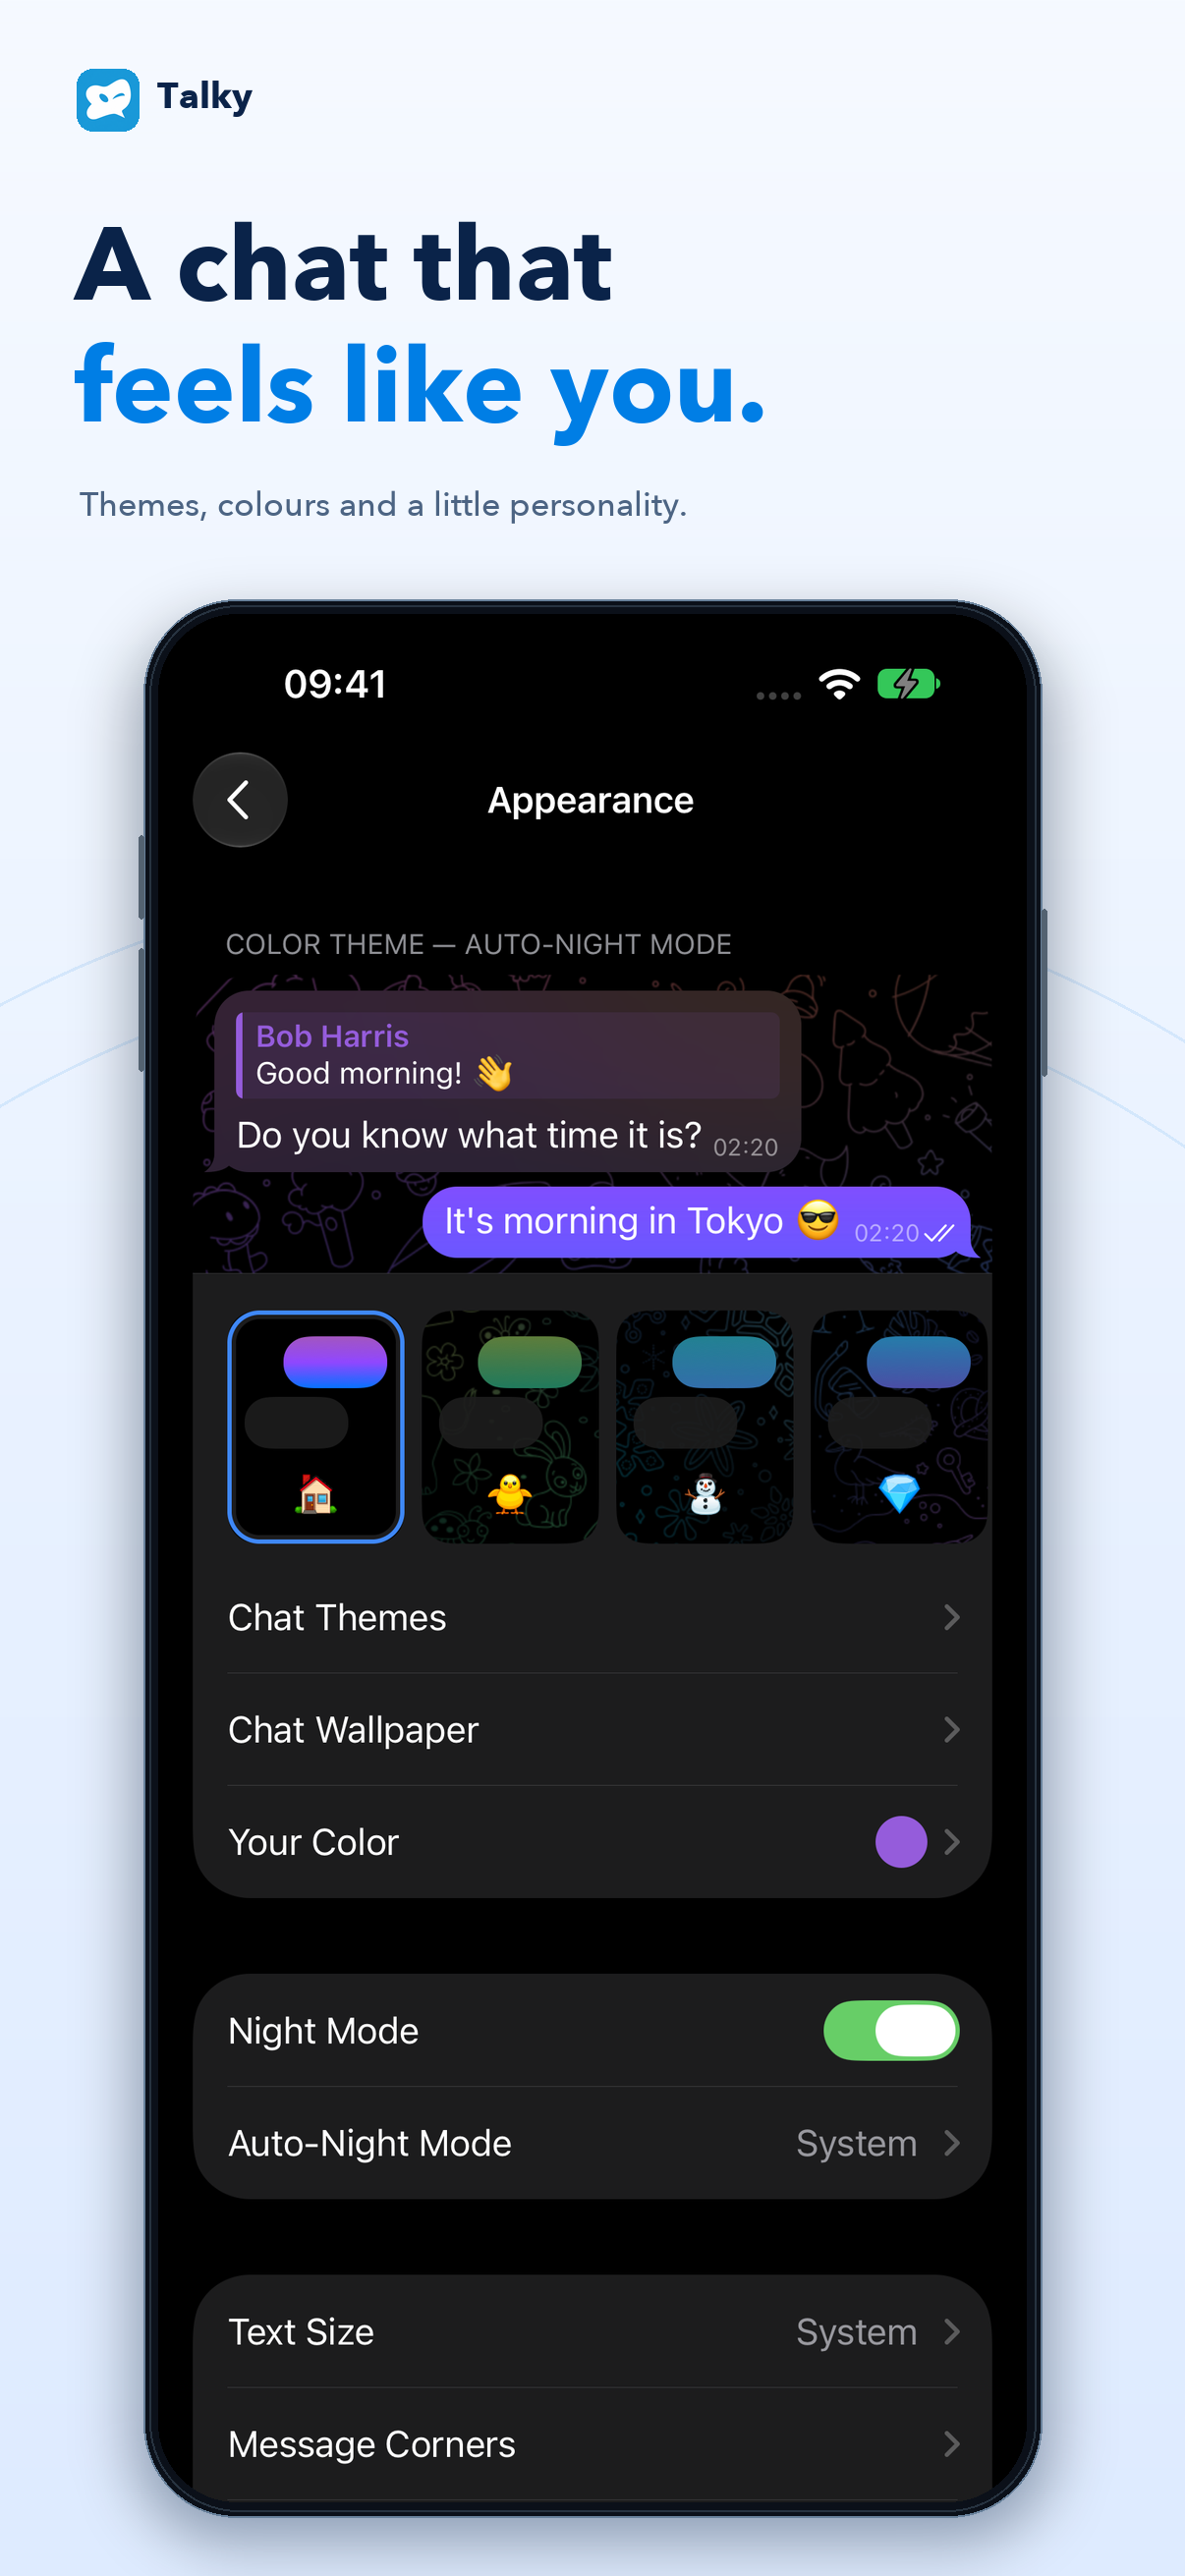 Talky
A chat that
feels like you.
Themes, colours and a little personality.
09:41
Appearance
COLOR THEME — AUTO-NIGHT MODE
Bob Harris
Good morning! 👋
Do you know what time it is? 02:20
It's morning in Tokyo 😎 02:20
Chat Themes
Chat Wallpaper
Your Color
Night Mode
Auto-Night Mode System
Text Size System
Message Corners